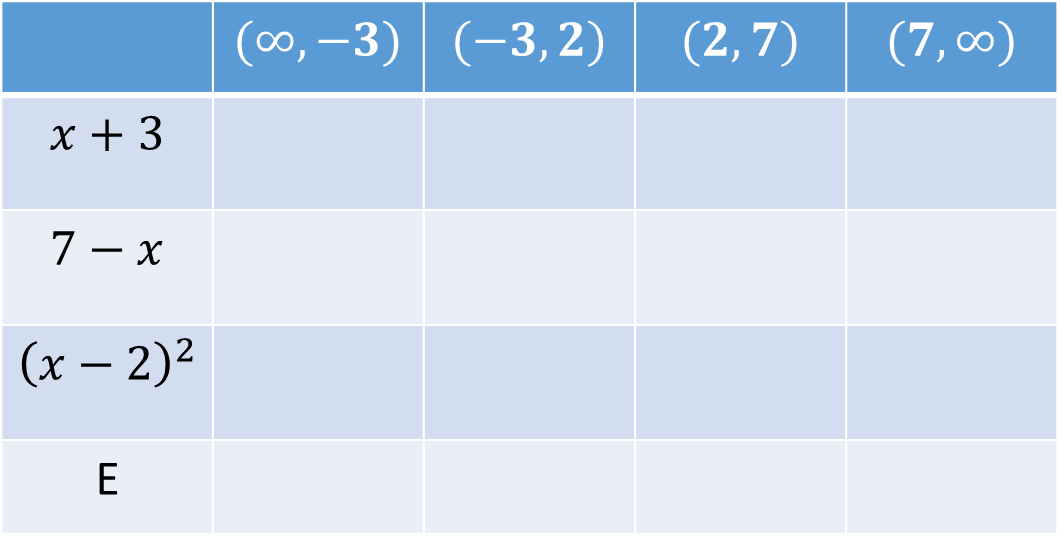 (∞, −3) (−3, 2) (2, 7) (7, ∞)
x + 3
7 − x
(x − 2)²
E